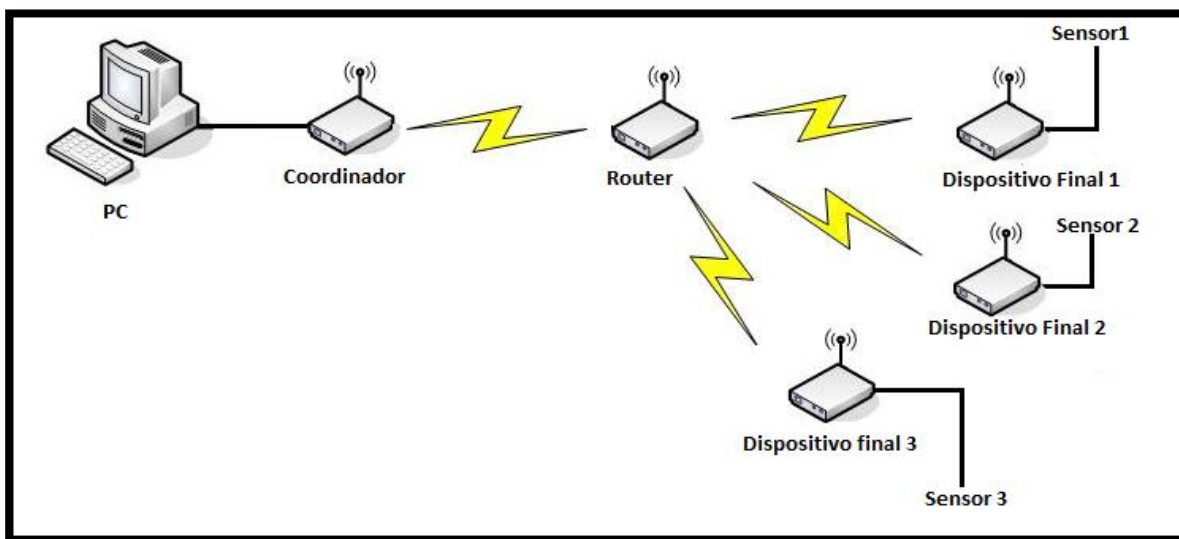 Sensor1
Coordinador
Router
Dispositivo Final 1
PC
Sensor 2
Dispositivo Final 2
Dispositivo final 3
Sensor 3